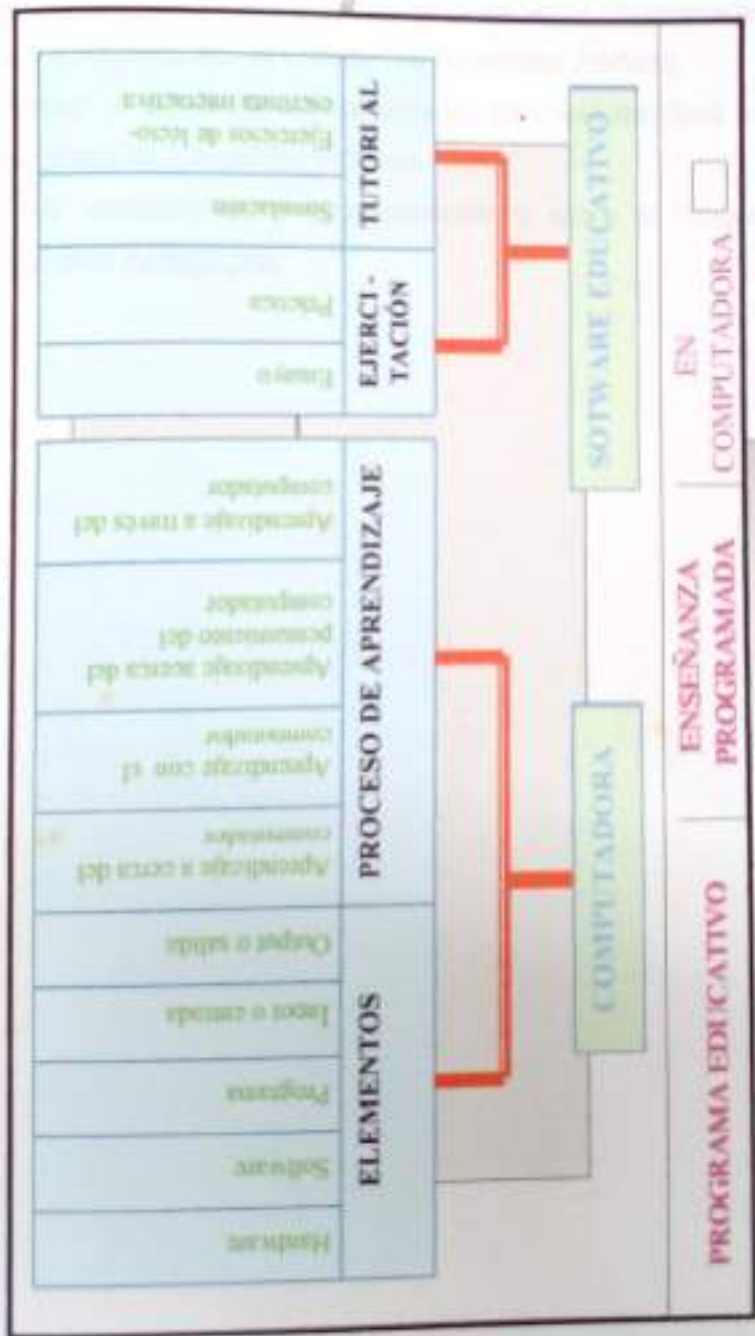 Hardware
Software
Programa
Input o entrada
Output o salida
Aprendizaje a cerca del
computador
Aprendizaje con el
computador
Aprendizaje acerca del
pensamiento del
computador
Aprendizaje a través del
computador
Ensayo
Práctica
Simulación
Ejercicios de lecto-
escritura interactiva
ELEMENTOS
PROCESO DE APRENDIZAJE
EJERCI -
TACIÓN
TUTORI AL
COMPUTADORA
SOTWARE EDUCATIVO
PROGRAMA EDUCATIVO
ENSEÑANZA
PROGRAMADA
EN
COMPUTADORA